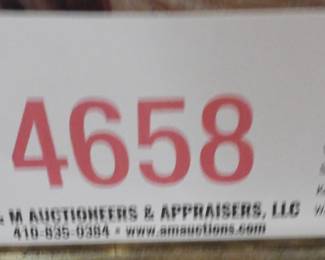 4658
& M AUCTIONEERS & APPRAISERS, LLC
410-835-0384 • www.amauctions.com